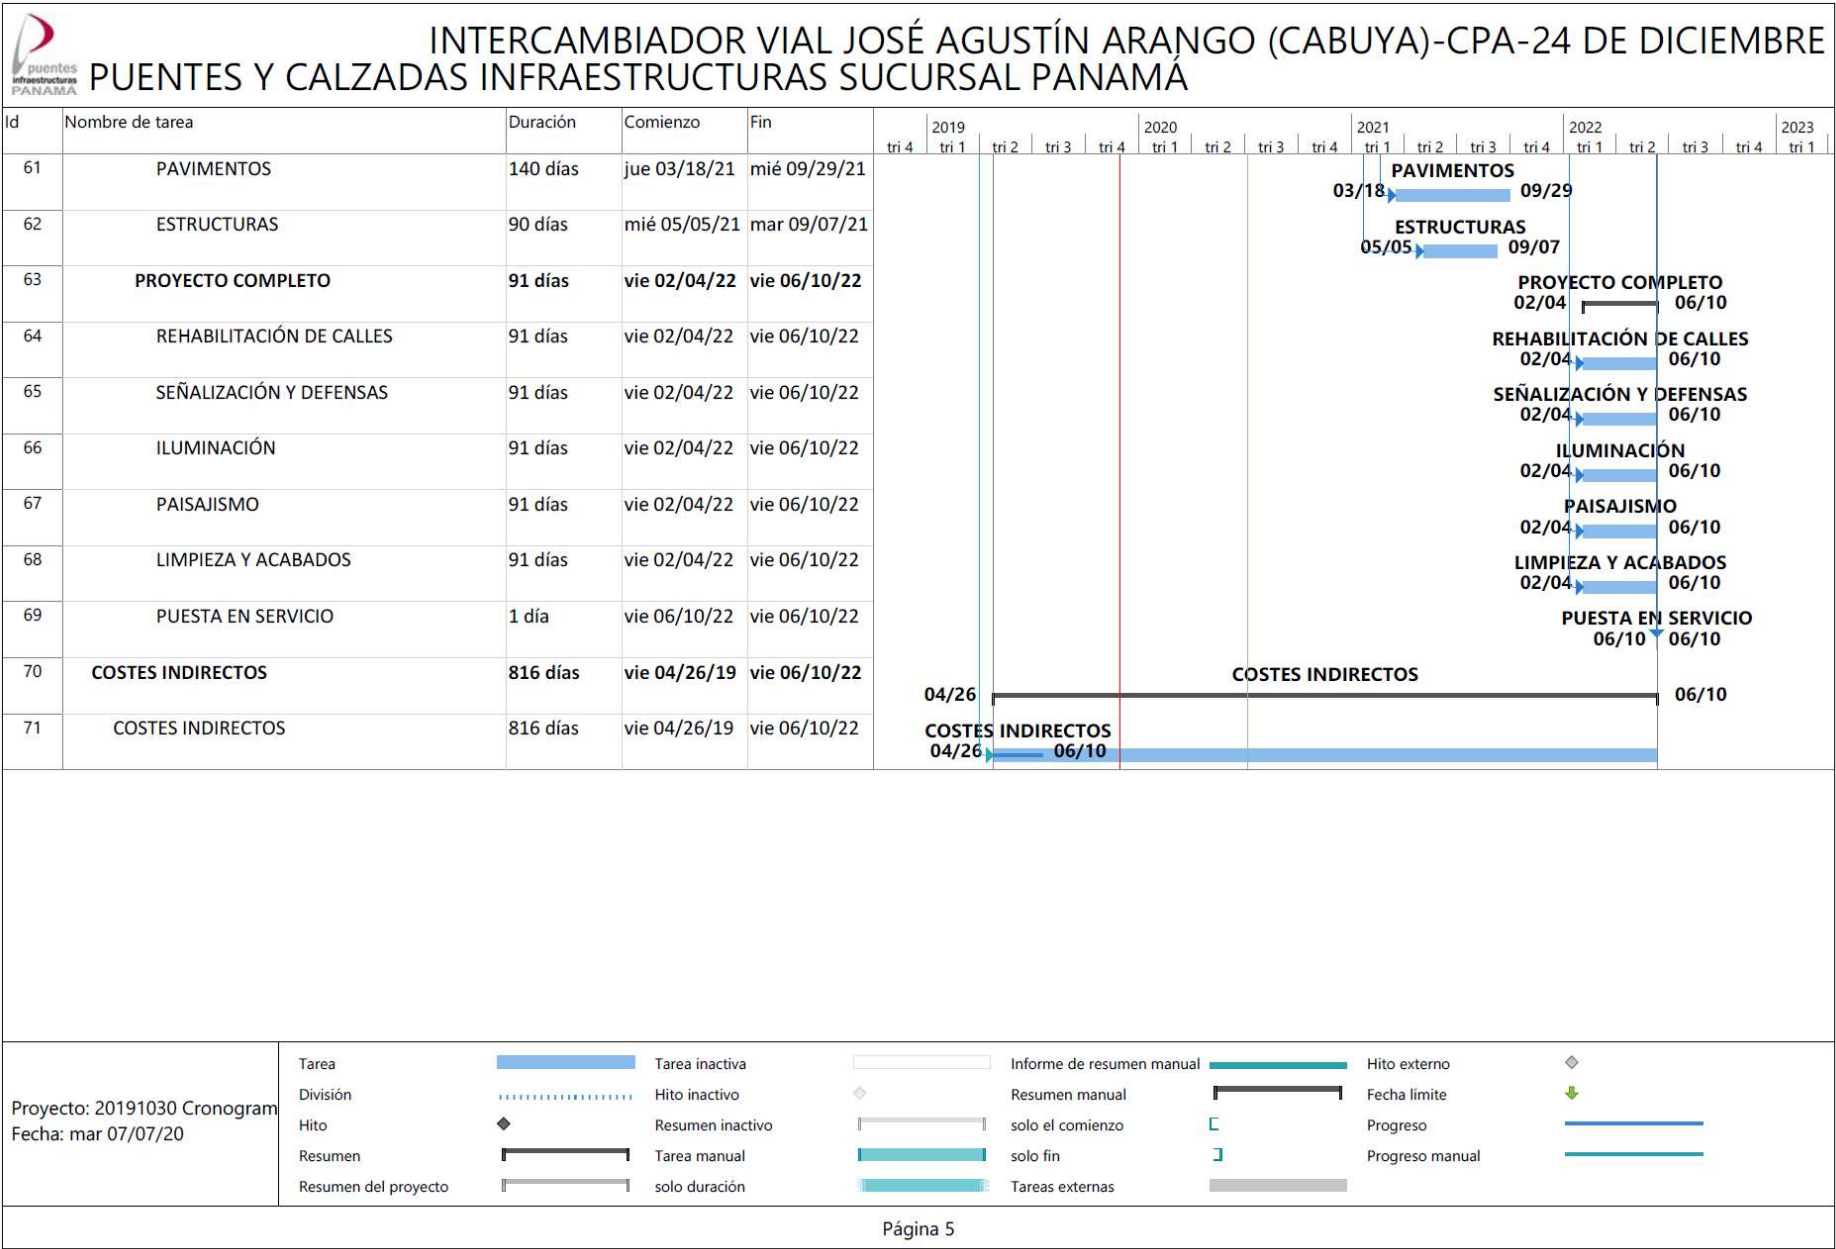 puentes
infraestructuras
PANAMÁ
INTERCAMBIADOR VIAL JOSÉ AGUSTÍN ARANGO (CABUYA)-CPA-24 DE DICIEMBRE
PUENTES Y CALZADAS INFRAESTRUCTURAS SUCURSAL PANAMÁ
Id Nombre de tarea Duración Comienzo Fin
2019 2020 2021 2022 2023
tri 4 tri 1 tri 2 tri 3 tri 4 tri 1 tri 2 tri 3 tri 4 tri 1 tri 2 tri 3 tri 4 tri 1 tri 2 tri 3 tri 4 tri 1
61 PAVIMENTOS 140 días jue 03/18/21 mié 09/29/21
PAVIMENTOS
03/18 09/29
62 ESTRUCTURAS 90 días mié 05/05/21 mar 09/07/21
ESTRUCTURAS
05/05 09/07
63 PROYECTO COMPLETO 91 días vie 02/04/22 vie 06/10/22
PROYECTO COMPLETO
02/04 06/10
64 REHABILITACIÓN DE CALLES 91 días vie 02/04/22 vie 06/10/22
REHABILITACIÓN DE CALLES
02/04 06/10
65 SEÑALIZACIÓN Y DEFENSAS 91 días vie 02/04/22 vie 06/10/22
SEÑALIZACIÓN Y DEFENSAS
02/04 06/10
66 ILUMINACIÓN 91 días vie 02/04/22 vie 06/10/22
ILUMINACIÓN
02/04 06/10
67 PAISAJISMO 91 días vie 02/04/22 vie 06/10/22
PAISAJISMO
02/04 06/10
68 LIMPIEZA Y ACABADOS 91 días vie 02/04/22 vie 06/10/22
LIMPIEZA Y ACABADOS
02/04 06/10
69 PUESTA EN SERVICIO 1 día vie 06/10/22 vie 06/10/22
PUESTA EN SERVICIO
06/10 06/10
70 COSTES INDIRECTOS 816 días vie 04/26/19 vie 06/10/22
COSTES INDIRECTOS
04/26 06/10
71 COSTES INDIRECTOS 816 días vie 04/26/19 vie 06/10/22
COSTES INDIRECTOS
04/26 06/10
Proyecto: 20191030 Cronogram
Fecha: mar 07/07/20
Tarea Tarea inactiva Informe de resumen manual Hito externo
División Hito inactivo Resumen manual Fecha límite
Hito Resumen inactivo solo el comienzo Progreso
Resumen Tarea manual solo fin Progreso manual
Resumen del proyecto solo duración Tareas externas
Página 5